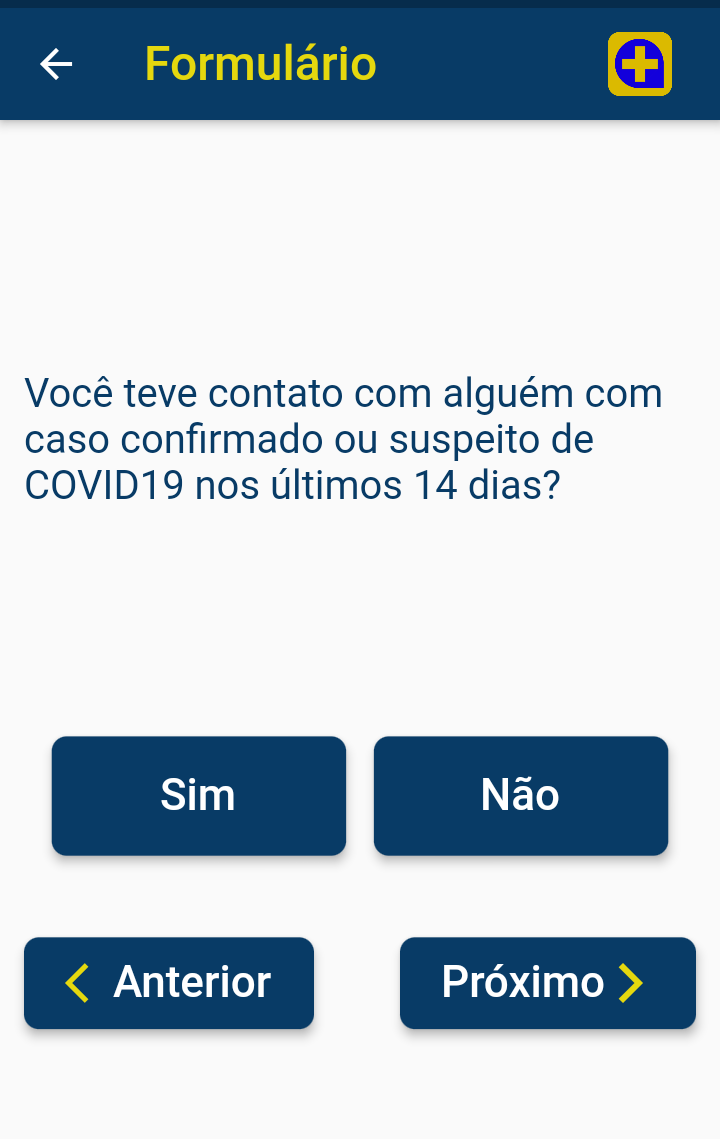 Formulário
Você teve contato com alguém com
caso confirmado ou suspeito de
COVID19 nos últimos 14 dias?
Sim
Não
Anterior
Próximo